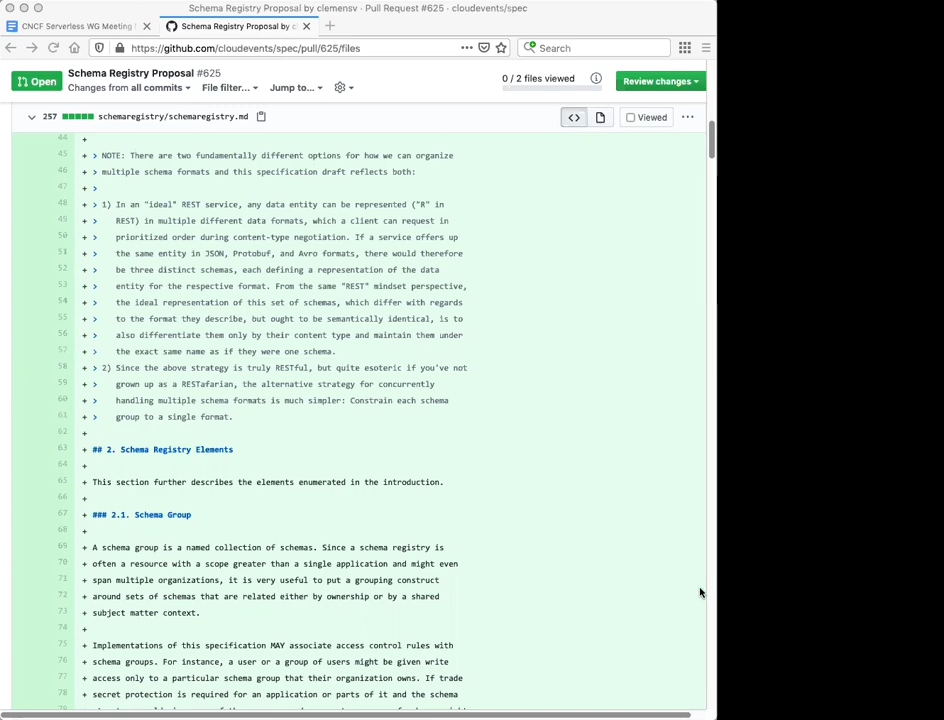 Schema Registry Proposal by clemensv · Pull Request #625 · cloudevents/spec
CNCF Serverless WG Meeting
Schema Registry Proposal by c
https://github.com/cloudevents/spec/pull/625/files
Search
Open
Schema Registry Proposal #625
Changes from all commits
File filter...
Jump to...
0 / 2 files viewed
Review changes
257
schemaregistry/schemaregistry.md
Viewed
44 +
45 + > NOTE: There are two fundamentally different options for how we can organize
46 + > multiple schema formats and this specification draft reflects both:
47 + >
48 + > 1) In an "ideal" REST service, any data entity can be represented ("R" in
49 + > REST) in multiple different data formats, which a client can request in
50 + > prioritized order during content-type negotiation. If a service offers up
51 + > the same entity in JSON, Protobuf, and Avro formats, there would therefore
52 + > be three distinct schemas, each defining a representation of the data
53 + > entity for the respective format. From the same "REST" mindset perspective,
54 + > the ideal representation of this set of schemas, which differ with regards
55 + > to the format they describe, but ought to be semantically identical, is to
56 + > also differentiate them only by their content type and maintain them under
57 + > the exact same name as if they were one schema.
58 + > 2) Since the above strategy is truly RESTful, but quite esoteric if you've not
59 + > grown up as a RESTafarian, the alternative strategy for concurrently
60 + > handling multiple schema formats is much simpler: Constrain each schema
61 + > group to a single format.
62 +
63 + ## 2. Schema Registry Elements
64 +
65 + This section further describes the elements enumerated in the introduction.
66 +
67 + ### 2.1. Schema Group
68 +
69 + A schema group is a named collection of schemas. Since a schema registry is
70 + often a resource with a scope greater than a single application and might even
71 + span multiple organizations, it is very useful to put a grouping construct
72 + around sets of schemas that are related either by ownership or by a shared
73 + subject matter context.
74 +
75 + Implementations of this specification MAY associate access control rules with
76 + schema groups. For instance, a user or a group of users might be given write
77 + access only to a particular schema group that their organization owns. If trade
78 + secret protection is required for an application or parts of it and the schema